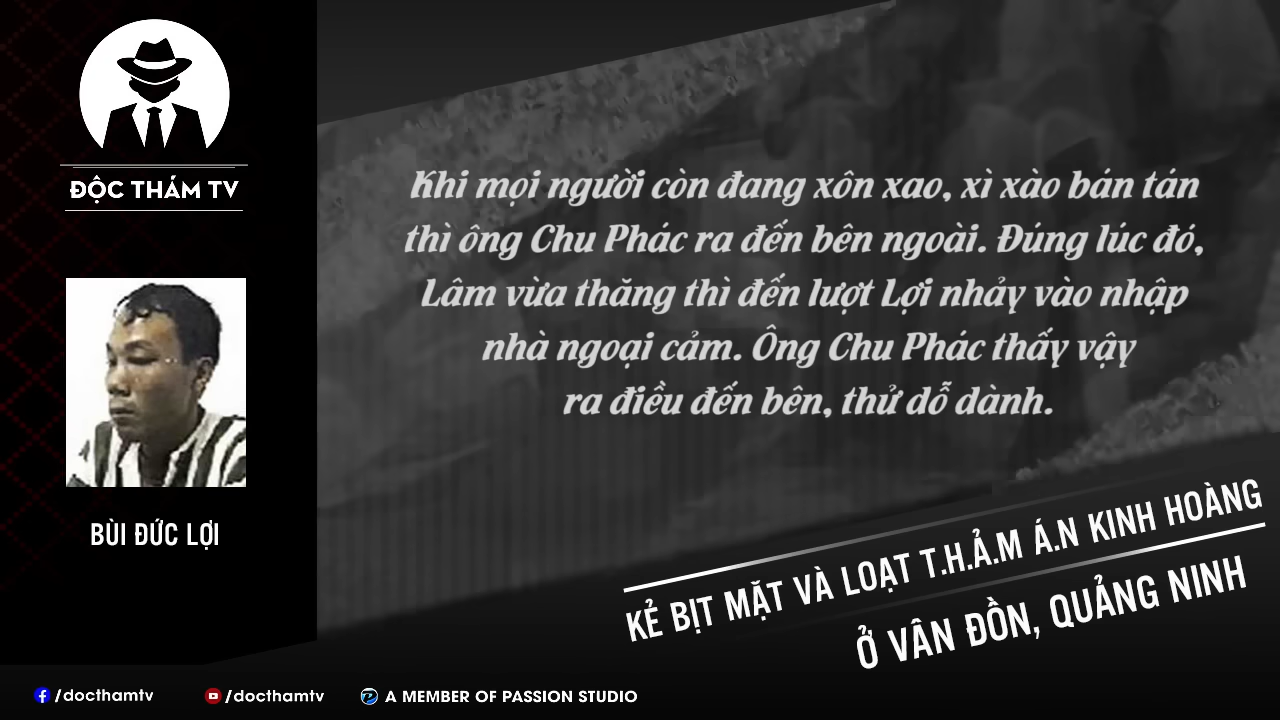 ĐỘC THÁM TV
BÙI ĐỨC LỢI
Khi mọi người còn đang xôn xao, xì xào bán tán
thì ông Chu Phác ra đến bên ngoài. Đúng lúc đó,
Lâm vừa thăng thì đến lượt Lợi nhảy vào nhập
nhà ngoại cảm. Ông Chu Phác thấy vậy
ra điều đến bên, thử dỗ dành.
KẺ BỊT MẶT VÀ LOẠT T.H.Ả.M Á.N KINH HOÀNG
Ở VÂN ĐỒN, QUẢNG NINH
/docthamtv /docthamtv A MEMBER OF PASSION STUDIO